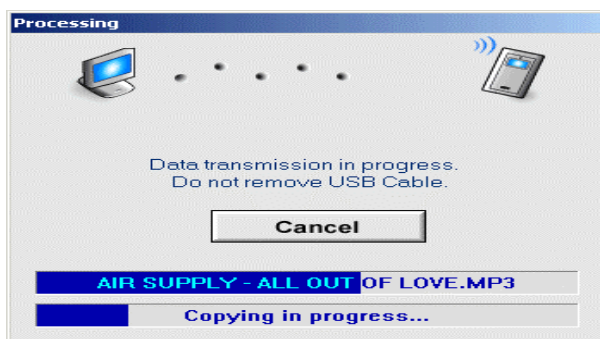 Processing
Data transmission in progress.
Do not remove USB Cable.
Cancel
AIR SUPPLY - ALL OUT OF LOVE.MP3
Copying in progress...